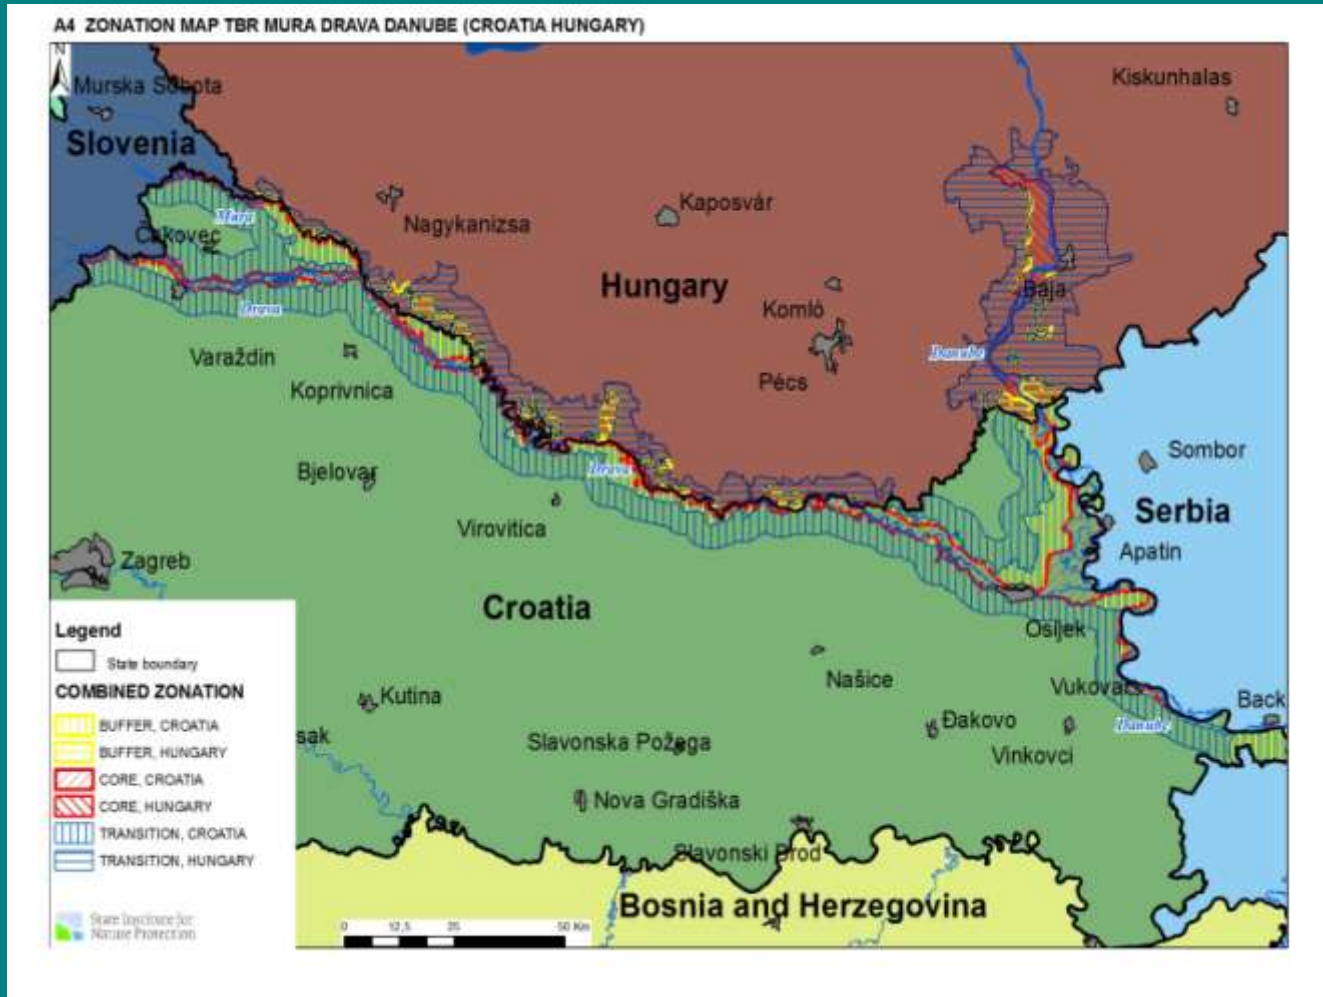 A4 ZONATION MAP TBR MURA DRAVA DANUBE (CROATIA HUNGARY)
N
Murska Sobota
Kiskunhalas
Slovenia
Mura
Kaposvár
Nagykanizsa
Čakovec
Hungary
Baja
Drava
Komló
Varaždin
Danube
Koprivnica
Pécs
Sombor
Bjelovar
Drava
Serbia
Virovitica
Apatin
Zagreb
Croatia
Osijek
Legend
State boundary
Našice
COMBINED ZONATION
Vukovar
Kutina
Back
BUFFER, CROATIA
Đakovo
Danube
sak
Slavonska Požega
BUFFER, HUNGARY
Vinkovci
CORE, CROATIA
Nova Gradiška
CORE, HUNGARY
TRANSITION, CROATIA
Slavonski Brod
TRANSITION, HUNGARY
Bosnia and Herzegovina
State Institute for
Nature Protection
0 12,5 25 50 Km